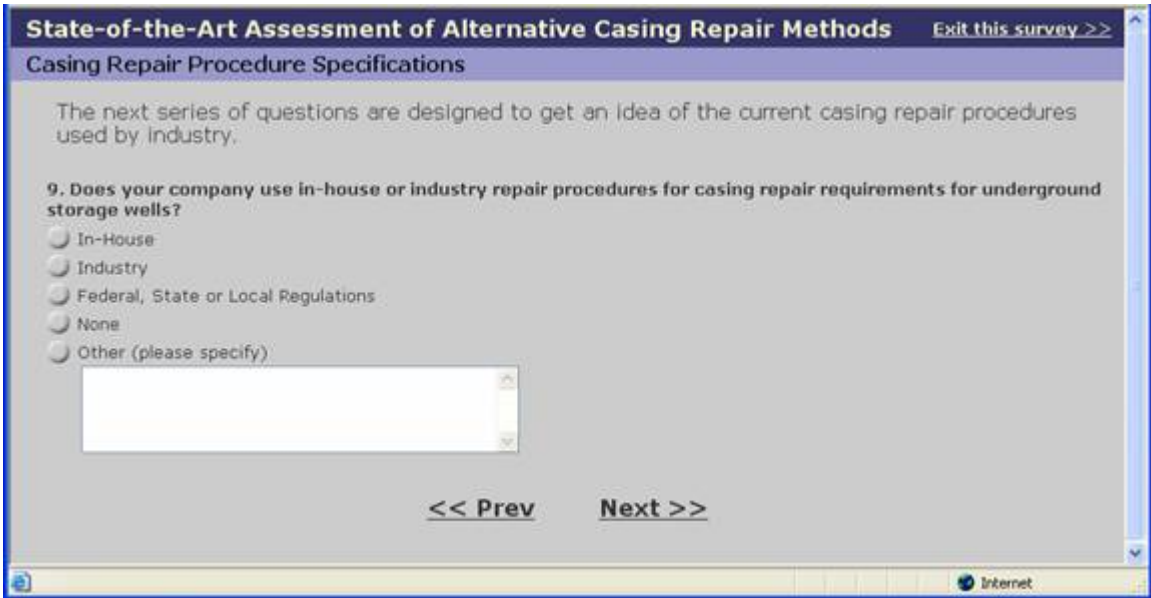 State-of-the-Art Assessment of Alternative Casing Repair Methods
Exit this survey >>
Casing Repair Procedure Specifications
The next series of questions are designed to get an idea of the current casing repair procedures
used by industry.
9. Does your company use in-house or industry repair procedures for casing repair requirements for underground
storage wells?
In-House
Industry
Federal, State or Local Regulations
None
Other (please specify)
<< Prev
Next >>
Internet